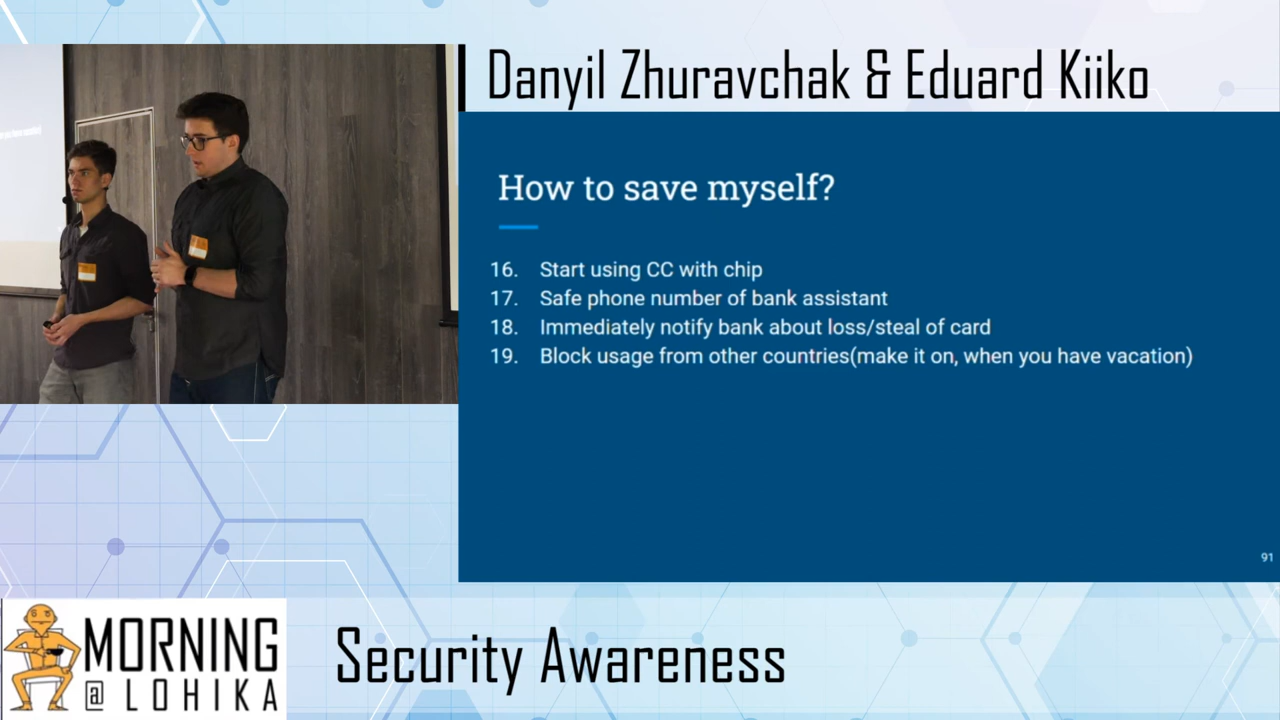 Danyil Zhuravchak & Eduard Kiiko
How to save myself?
16. Start using CC with chip
17. Safe phone number of bank assistant
18. Immediately notify bank about loss/steal of card
19. Block usage from other countries(make it on, when you have vacation)
91
MORNING
@ LOHIKA
Security Awareness